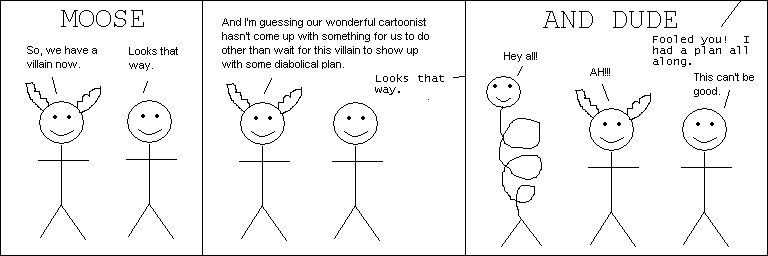 MOOSE
So, we have a
villain now.
Looks that
way.
And I'm guessing our wonderful cartoonist
hasn't come up with something for us to do
other than wait for this villain to show up
with some diabolical plan.
Looks that
way.
AND DUDE
Hey all!
AH!!!
Fooled you!  I
had a plan all
along.
This can't be
good.